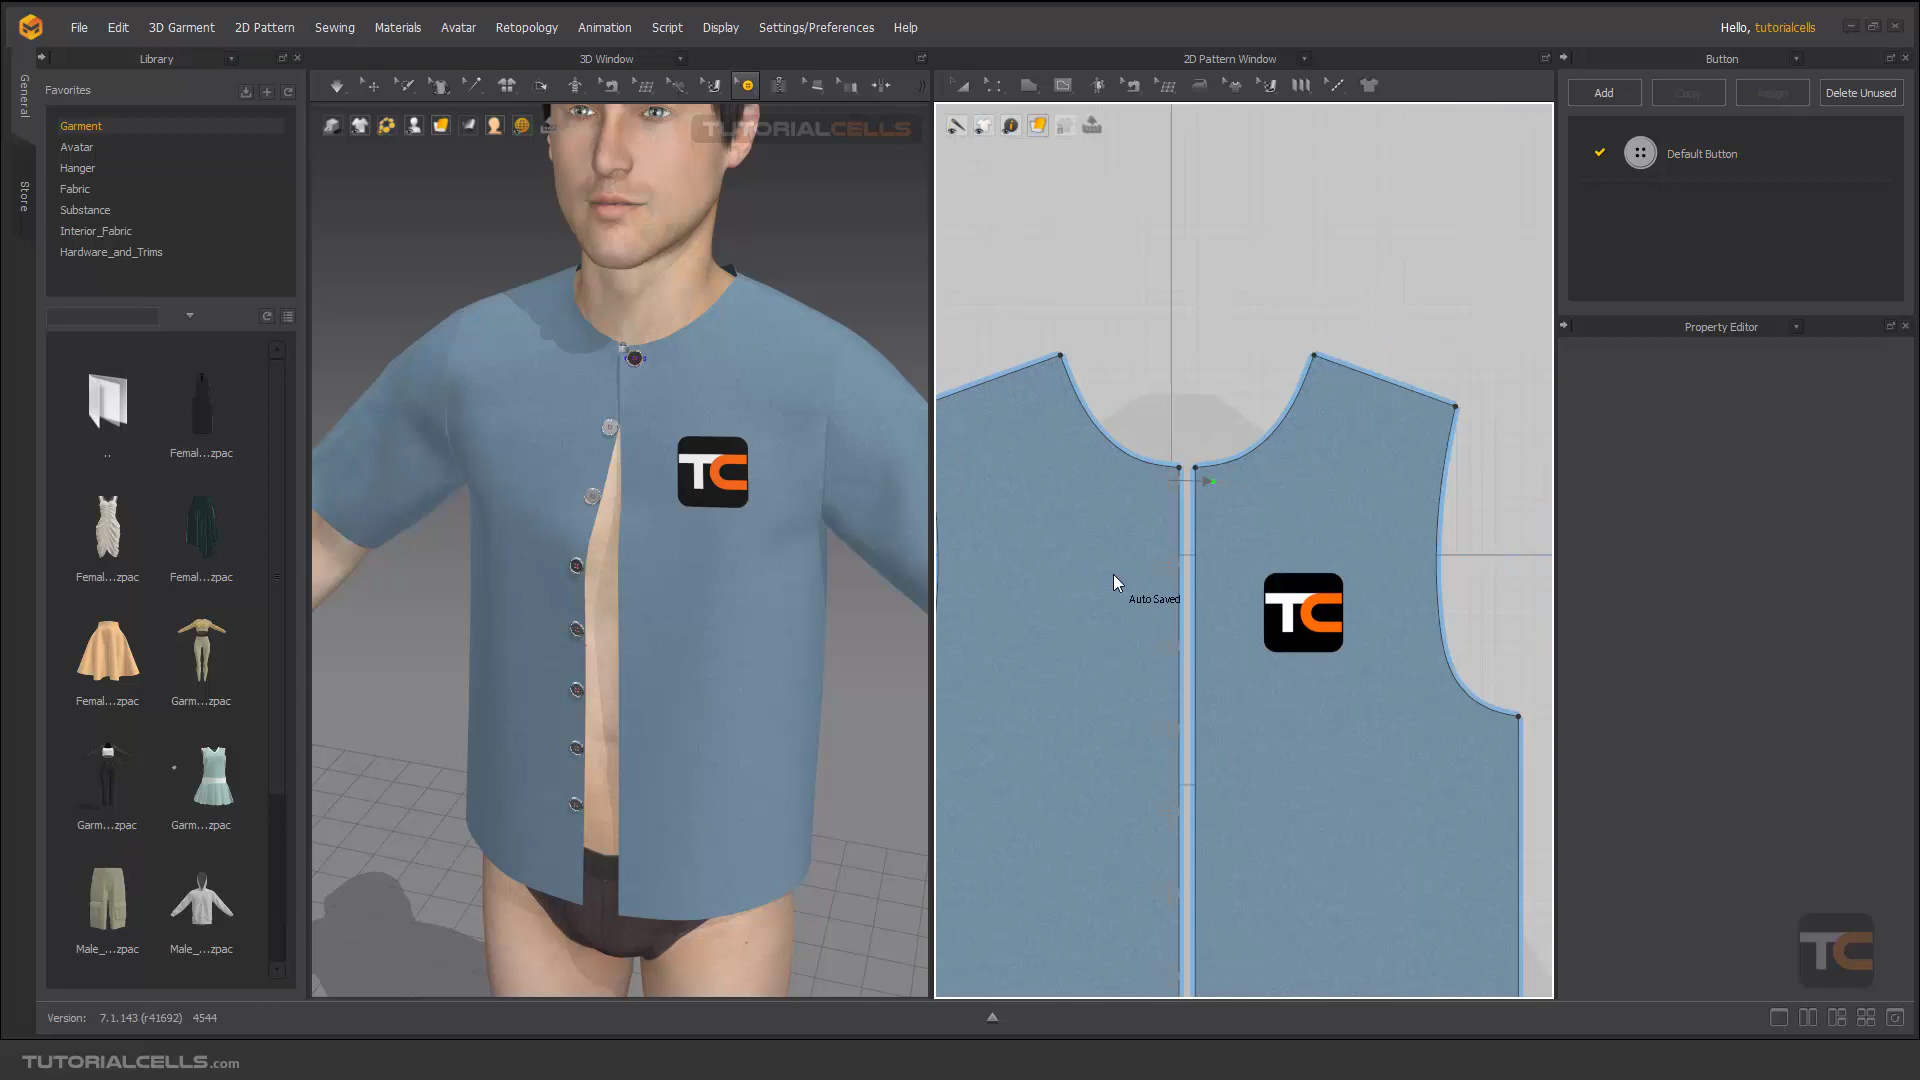 File Edit 3D Garment 2D Pattern Sewing Materials Avatar Retopology Animation Script Display Settings/Preferences Help
Hello, tutorialcells
Library
3D Window
2D Pattern Window
Button
General
Store
Favorites
Garment
Avatar
Hanger
Fabric
Substance
Interior_Fabric
Hardware_and_Trims
..
Femal...zpac
Femal...zpac
Femal...zpac
Femal...zpac
Garm...zpac
Garm...zpac
Garm...zpac
Male_...zpac
Male_...zpac
TUTORIALCELLS
TC
TC
Auto Saved
Add Copy Assign Delete Unused
Default Button
Property Editor
TC
Version: 7.1.143 (r41692) 4544
TUTORIALCELLS.com